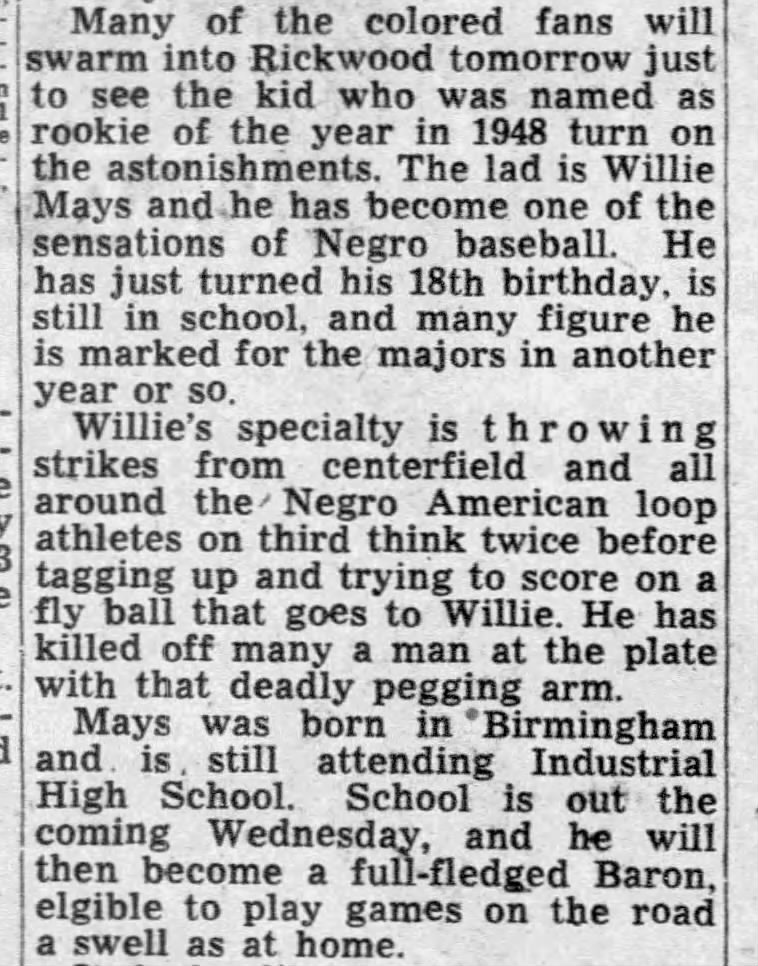 Many of the colored fans will
swarm into Rickwood tomorrow just
to see the kid who was named as
rookie of the year in 1948 turn on
the astonishments. The lad is Willie
Mays and he has become one of the
sensations of Negro baseball. He
has just turned his 18th birthday, is
still in school, and many figure he
is marked for the majors in another
year or so.
Willie's specialty is throwing
strikes from centerfield and all
around the Negro American loop
athletes on third think twice before
tagging up and trying to score on a
fly ball that goes to Willie. He has
killed off many a man at the plate
with that deadly pegging arm.
Mays was born in Birmingham
and is still attending Industrial
High School. School is out the
coming Wednesday, and he will
then become a full-fledged Baron,
elgible to play games on the road
a swell as at home.